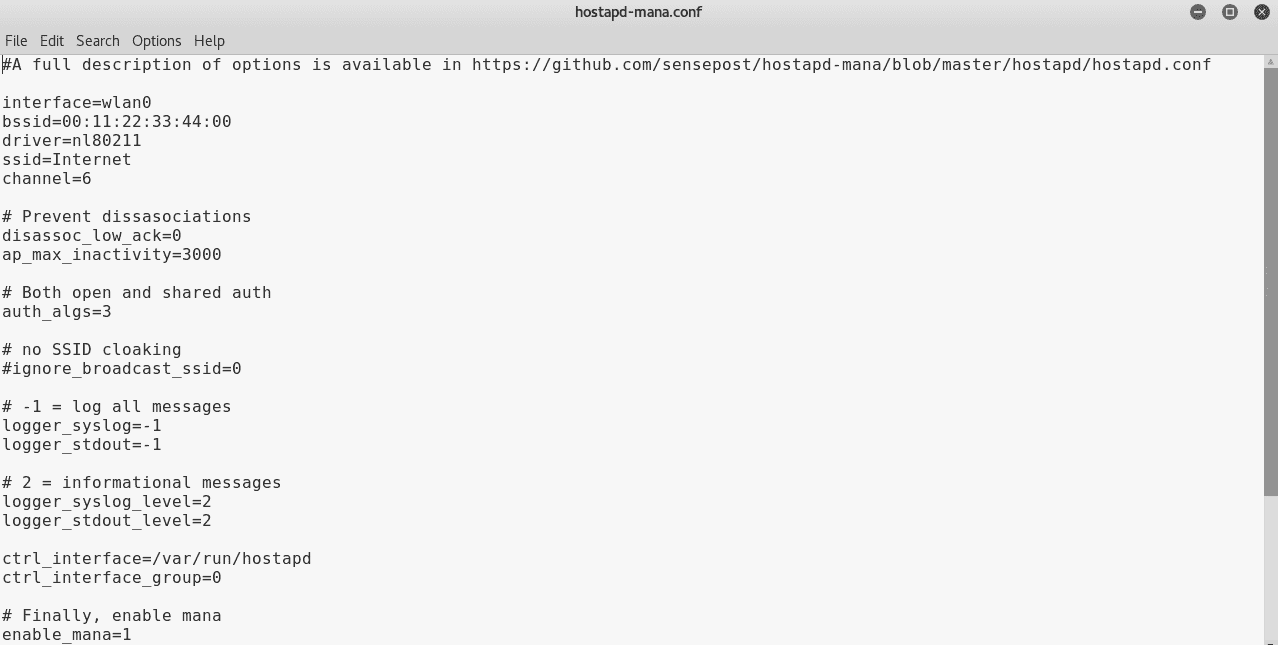 hostapd-mana.conf
File Edit Search Options Help
#A full description of options is available in https://github.com/sensepost/hostapd-mana/blob/master/hostapd/hostapd.conf
interface=wlan0
bssid=00:11:22:33:44:00
driver=nl80211
ssid=Internet
channel=6
# Prevent dissasociations
disassoc_low_ack=0
ap_max_inactivity=3000
# Both open and shared auth
auth_algs=3
# no SSID cloaking
#ignore_broadcast_ssid=0
# -1 = log all messages
logger_syslog=-1
logger_stdout=-1
# 2 = informational messages
logger_syslog_level=2
logger_stdout_level=2
ctrl_interface=/var/run/hostapd
ctrl_interface_group=0
# Finally, enable mana
enable_mana=1